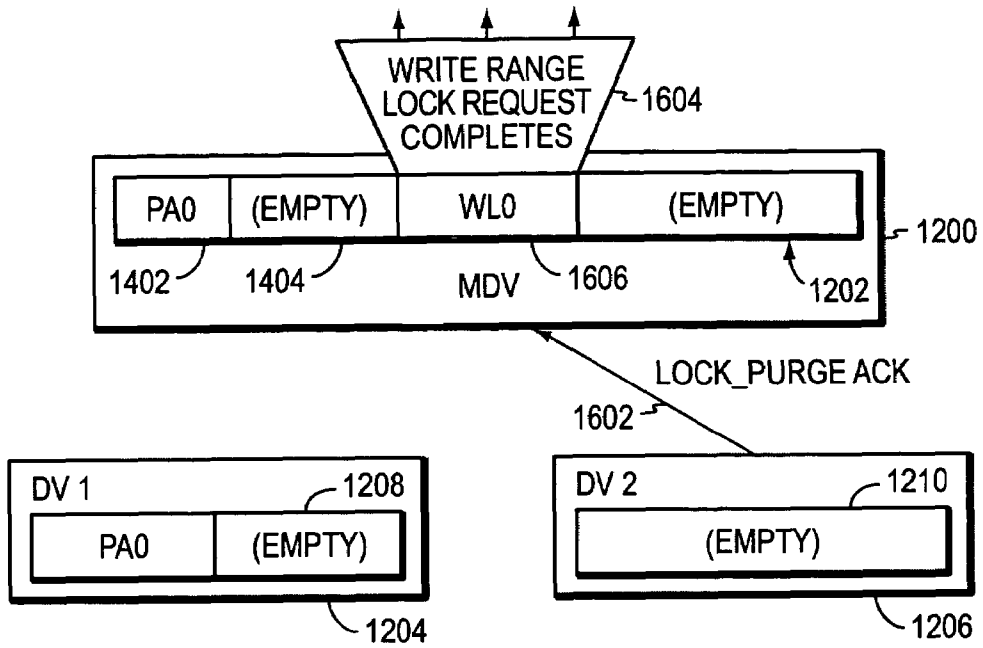 WRITE RANGE
LOCK REQUEST
COMPLETES
1604
PA0
(EMPTY)
WL0
(EMPTY)
1200
1402
1404
1606
1202
MDV
LOCK_PURGE ACK
1602
DV 1
1208
PA0
(EMPTY)
1204
DV 2
1210
(EMPTY)
1206